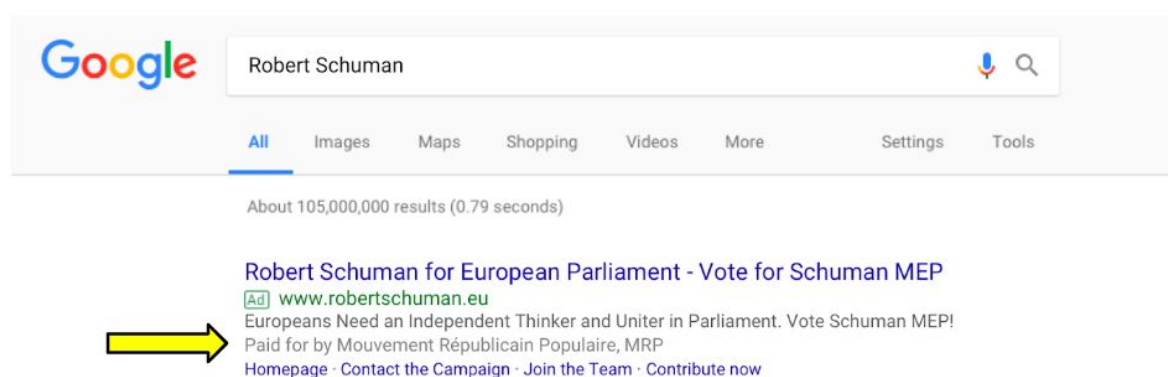 Google Robert Schuman
All Images Maps Shopping Videos More Settings Tools
About 105,000,000 results (0.79 seconds)
Robert Schuman for European Parliament - Vote for Schuman MEP
Ad www.robertschuman.eu
Europeans Need an Independent Thinker and Uniter in Parliament. Vote Schuman MEP!
Paid for by Mouvement Républicain Populaire, MRP
Homepage · Contact the Campaign · Join the Team · Contribute now